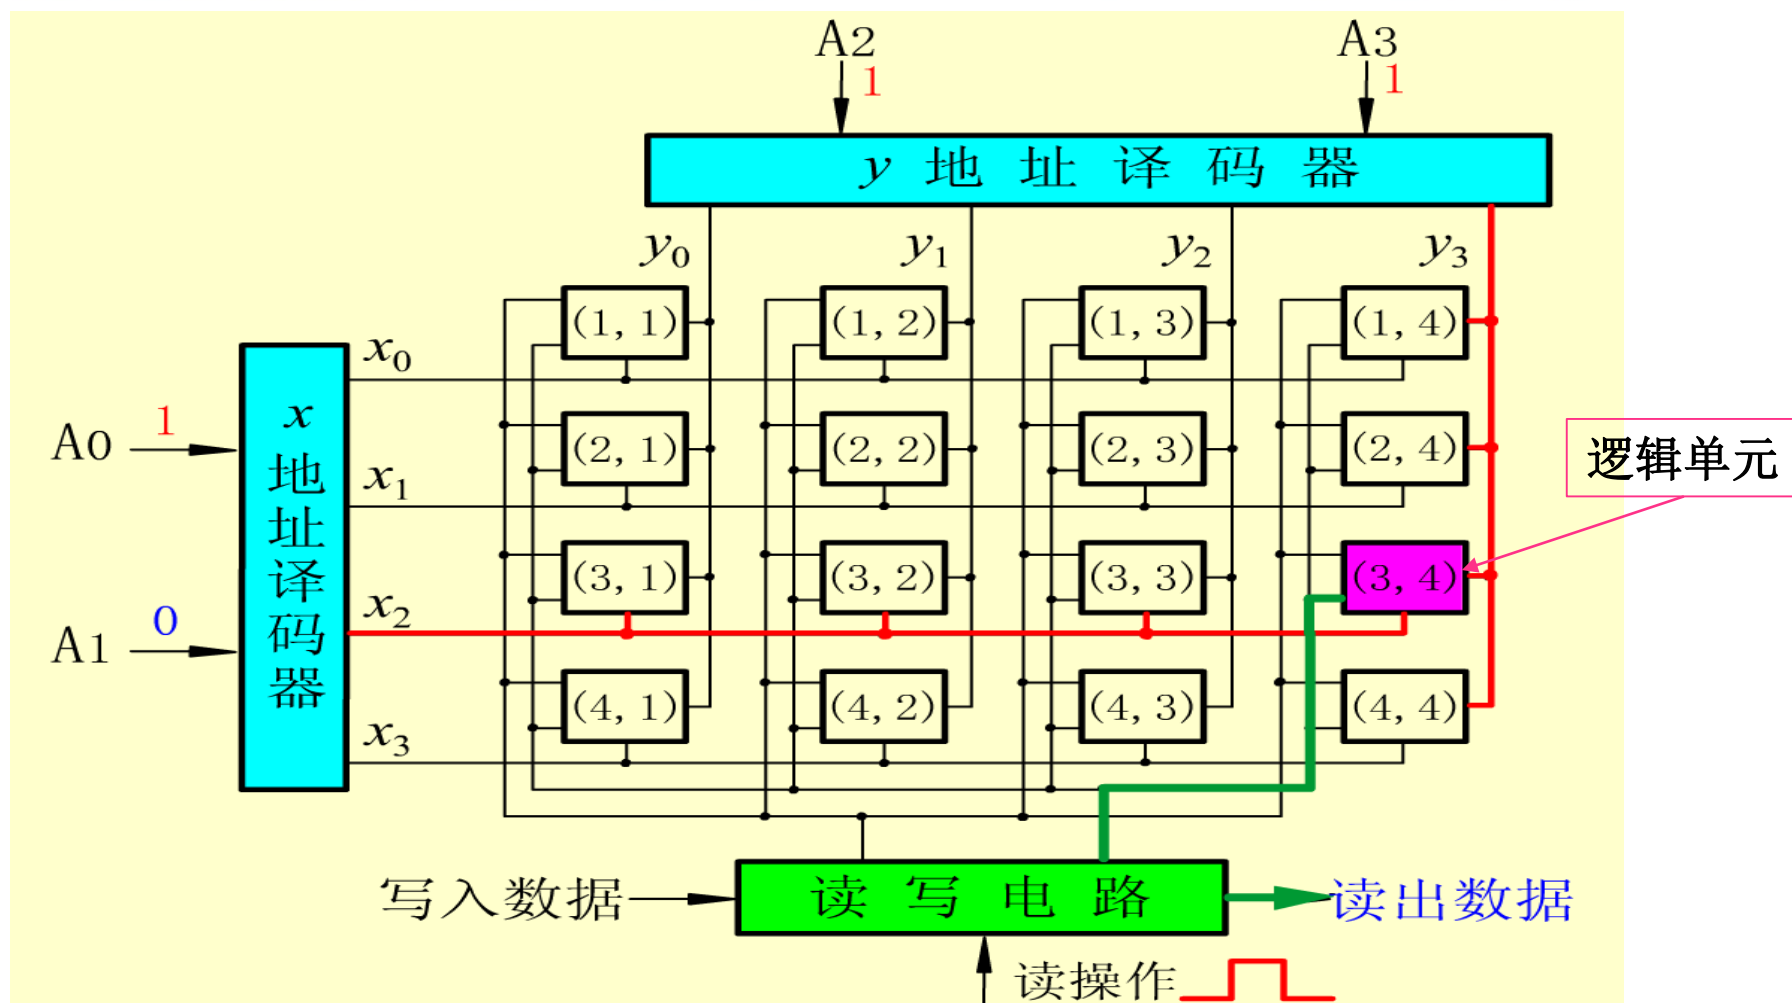 A2 A3
1 1
y 地址译码器
y0 y1 y2 y3
(1, 1) (1, 2) (1, 3) (1, 4)
x0
A0 1
x 地址译码器
(2, 1) (2, 2) (2, 3) (2, 4)
逻辑单元
x1
(3, 1) (3, 2) (3, 3) (3, 4)
x2
A1 0
(4, 1) (4, 2) (4, 3) (4, 4)
x3
写入数据 读写电路 读出数据
读操作